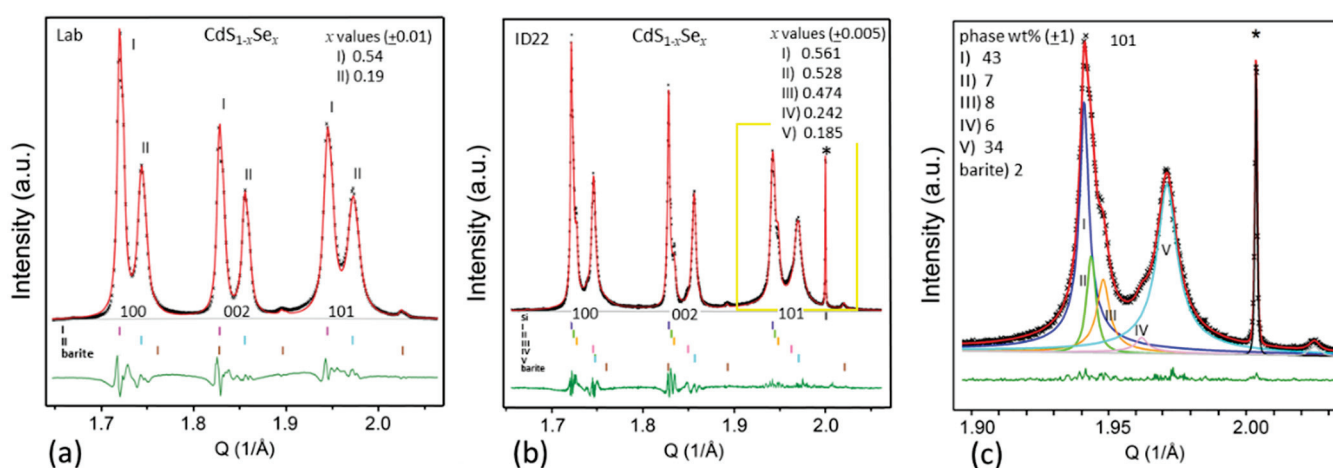 Lab
CdS1-xSex
x values (±0.01)
I) 0.54
II) 0.19
I
II
I
II
I
II
100
002
101
I
II
barite
Intensity (a.u.)
1.7
1.8
1.9
2.0
Q (1/Å)
(a)
ID22
CdS1-xSex
x values (±0.005)
I) 0.561
II) 0.528
III) 0.474
IV) 0.242
V) 0.185
*
100
002
101
si
I
II
III
IV
V
barite
Intensity (a.u.)
1.7
1.8
1.9
2.0
Q (1/Å)
(b)
phase wt% (±1)
101
*
I) 43
II) 7
III) 8
IV) 6
V) 34
barite) 2
I
II
III
IV
V
Intensity (a.u.)
1.90
1.95
2.00
Q (1/Å)
(c)